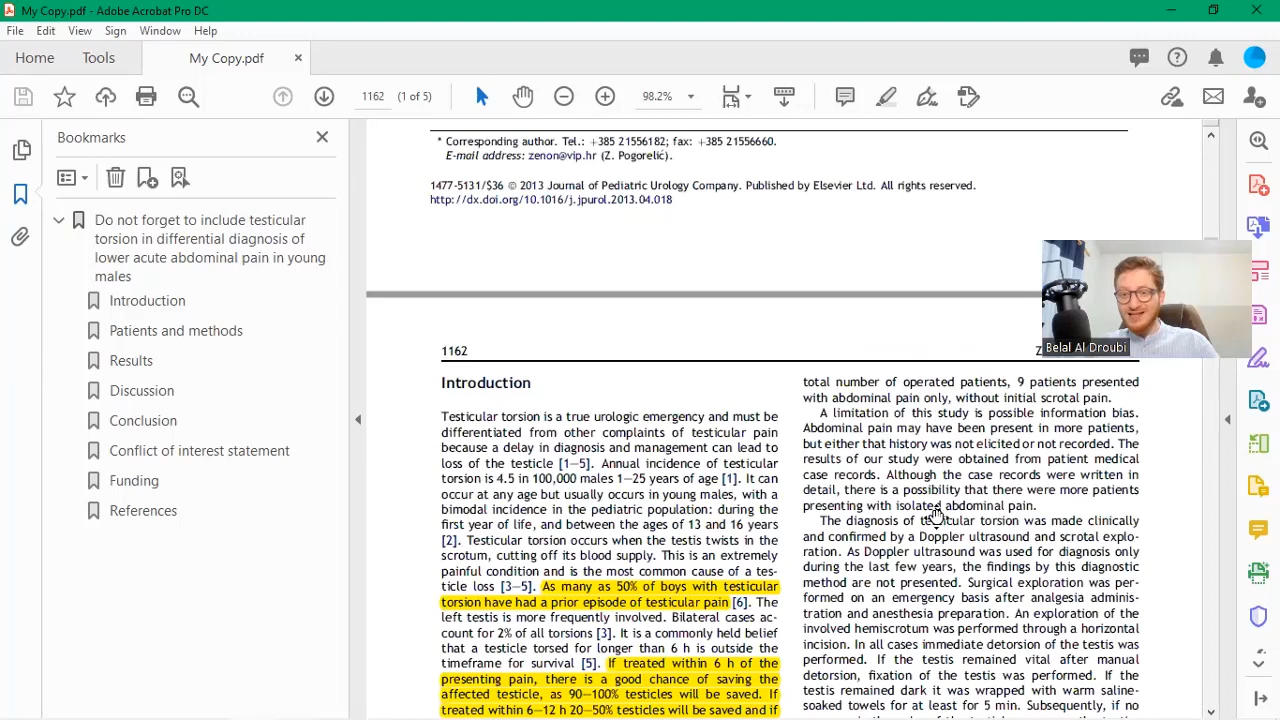 My Copy.pdf - Adobe Acrobat Pro DC
File Edit View Sign Window Help
Home Tools My Copy.pdf
1162 (1 of 5) 98.2%
Bookmarks
Do not forget to include testicular
torsion in differential diagnosis of
lower acute abdominal pain in young
males
Introduction
Patients and methods
Results
Discussion
Conclusion
Conflict of interest statement
Funding
References
* Corresponding author. Tel.: +385 21556182; fax: +385 21556660.
E-mail address: zenon@vip.hr (Z. Pogorelić).
1477-5131/$36 © 2013 Journal of Pediatric Urology Company. Published by Elsevier Ltd. All rights reserved.
http://dx.doi.org/10.1016/j.jpurol.2013.04.018
Belal Al Droubi
1162
Introduction
Testicular torsion is a true urologic emergency and must be
differentiated from other complaints of testicular pain
because a delay in diagnosis and management can lead to
loss of the testicle [1–5]. Annual incidence of testicular
torsion is 4.5 in 100,000 males 1–25 years of age [1]. It can
occur at any age but usually occurs in young males, with a
bimodal incidence in the pediatric population: during the
first year of life, and between the ages of 13 and 16 years
[2]. Testicular torsion occurs when the testis twists in the
scrotum, cutting off its blood supply. This is an extremely
painful condition and is the most common cause of a tes-
ticle loss [3–5]. As many as 50% of boys with testicular
torsion have had a prior episode of testicular pain [6]. The
left testis is more frequently involved. Bilateral cases ac-
count for 2% of all torsions [3]. It is a commonly held belief
that a testicle torsed for longer than 6 h is outside the
timeframe for survival [5]. If treated within 6 h of the
presenting pain, there is a good chance of saving the
affected testicle, as 90–100% testicles will be saved. If
treated within 6–12 h 20–50% testicles will be saved and if
total number of operated patients, 9 patients presented
with abdominal pain only, without initial scrotal pain.
A limitation of this study is possible information bias.
Abdominal pain may have been present in more patients,
but either that history was not elicited or not recorded. The
results of our study were obtained from patient medical
case records. Although the case records were written in
detail, there is a possibility that there were more patients
presenting with isolated abdominal pain.
The diagnosis of testicular torsion was made clinically
and confirmed by a Doppler ultrasound and scrotal explo-
ration. As Doppler ultrasound was used for diagnosis only
during the last few years, the findings by this diagnostic
method are not presented. Surgical exploration was per-
formed on an emergency basis after analgesia adminis-
tration and anesthesia preparation. An exploration of the
involved hemiscrotum was performed through a horizontal
incision. In all cases immediate detorsion of the testis was
performed. If the testis remained vital after manual
detorsion, fixation of the testis was performed. If the
testis remained dark it was wrapped with warm saline-
soaked towels for at least for 5 min. Subsequently, if no